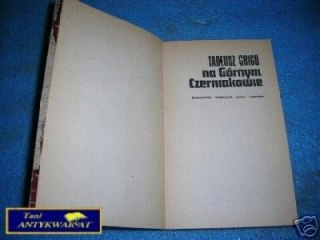 TADEUSZ GRIGO
na Górnym
Czerniakowie
Tani
ANTYKWARIAT